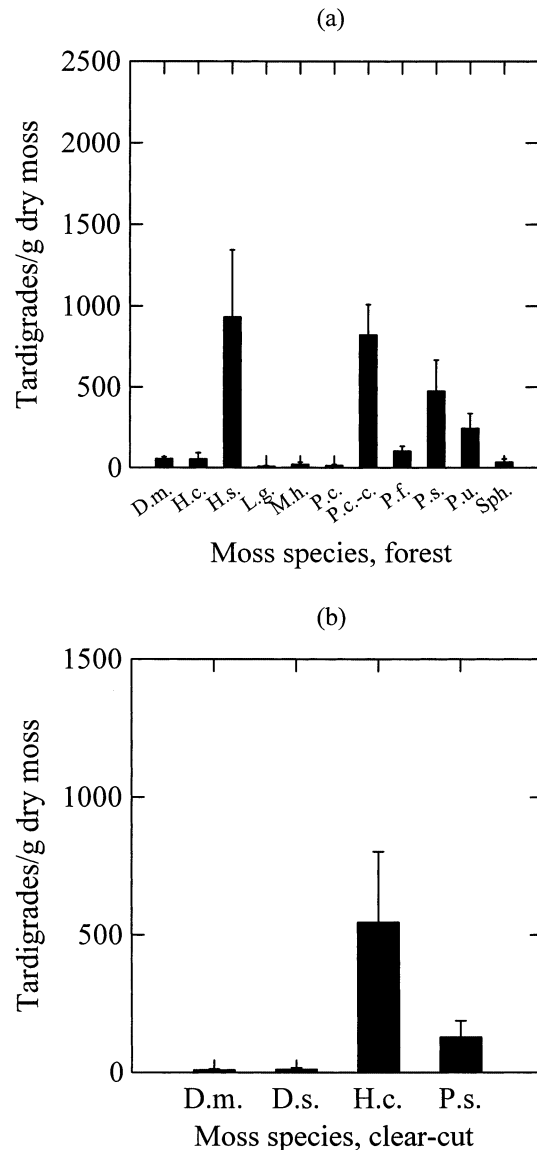 (a)
2500
2000
1500
1000
500
0
Tardigrades/g dry moss
D.m. H.c. H.s. L.g. M.h. P.c. P.c.-c. P.f. P.s. P.u. Sph.
Moss species, forest
(b)
1500
1000
500
0
Tardigrades/g dry moss
D.m. D.s. H.c. P.s.
Moss species, clear-cut